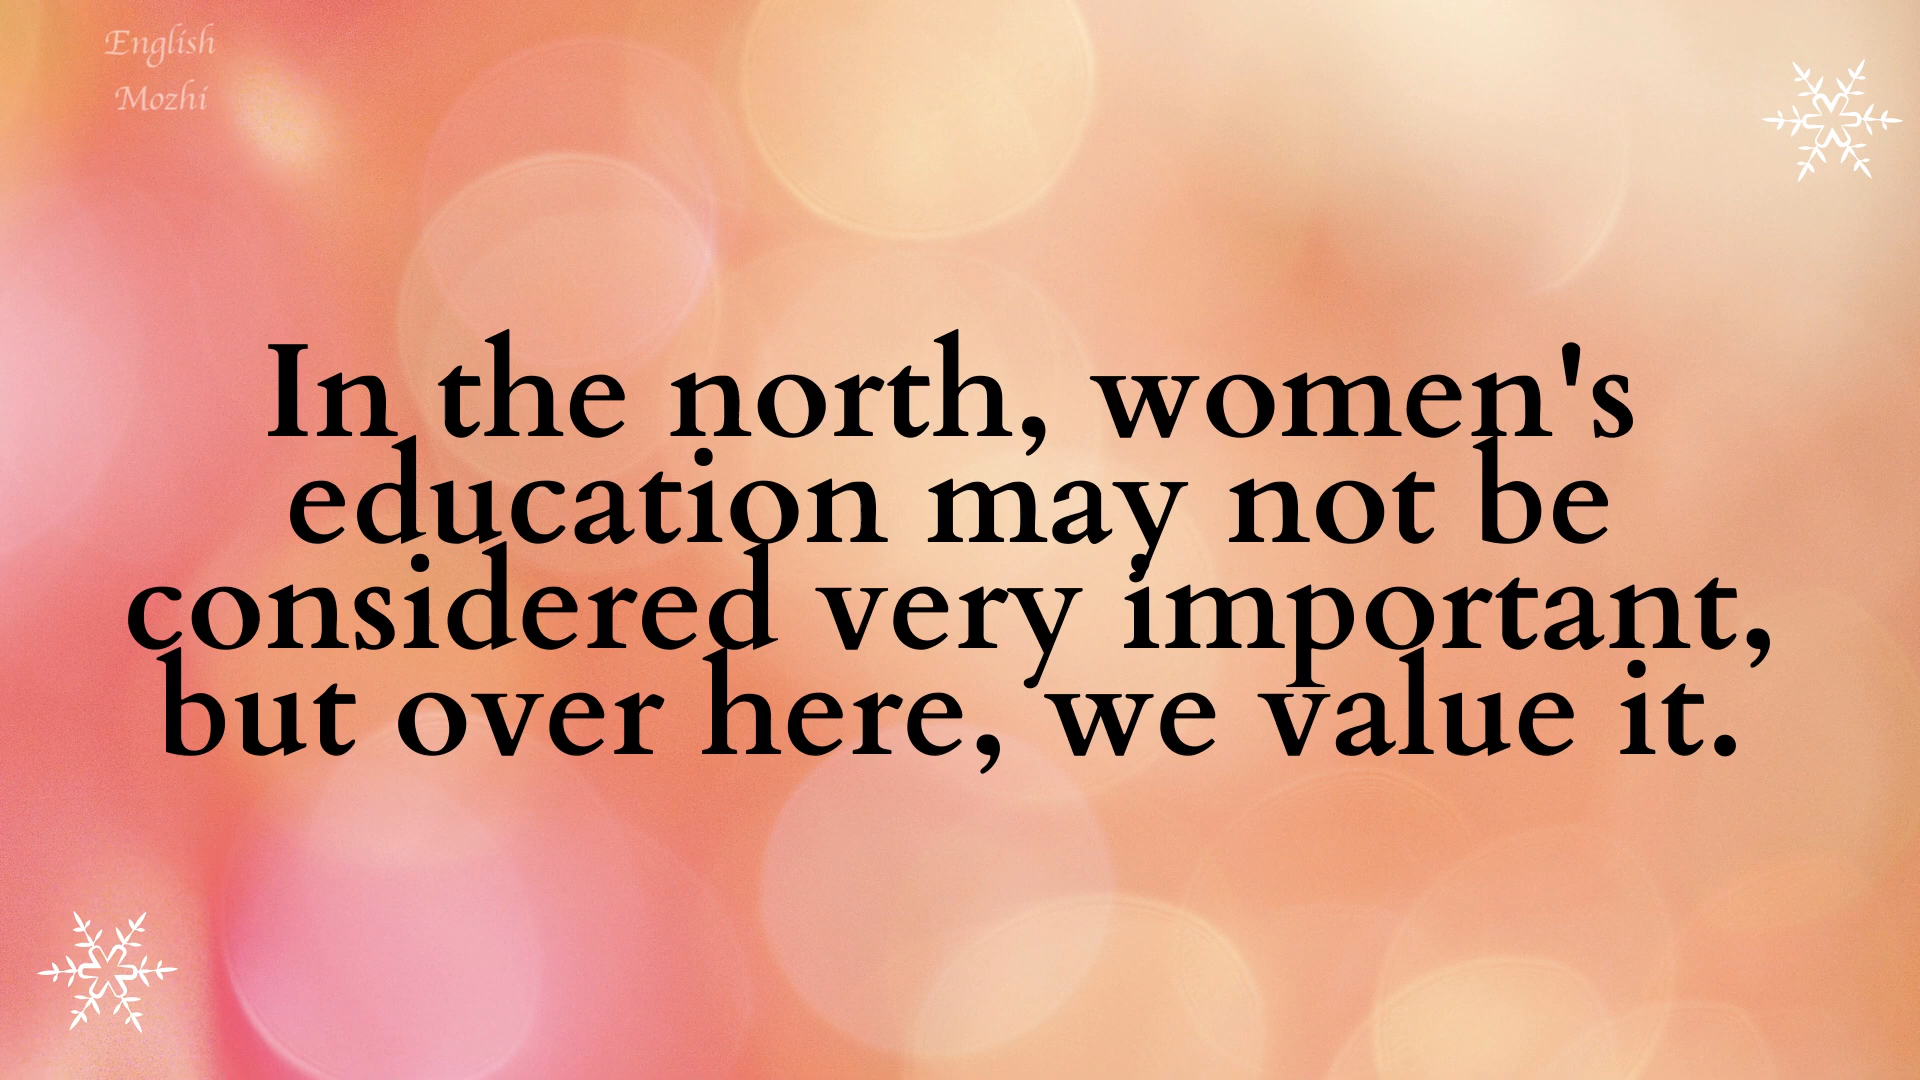 English
Mozhi
In the north, women's
education may not be
considered very important,
but over here, we value it.